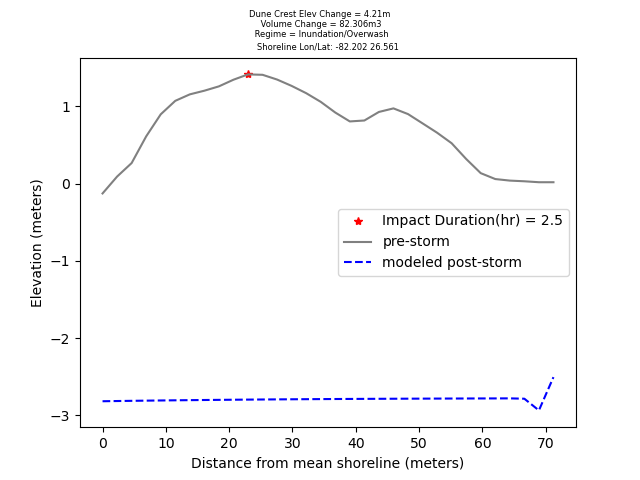 Dune Crest Elev Change = 4.21m
Volume Change = 82.306m3
Regime = Inundation/Overwash
Shoreline Lon/Lat: -82.202 26.561
1
0
−1
−2
−3
Elevation (meters)
Impact Duration(hr) = 2.5
pre-storm
modeled post-storm
0 10 20 30 40 50 60 70
Distance from mean shoreline (meters)